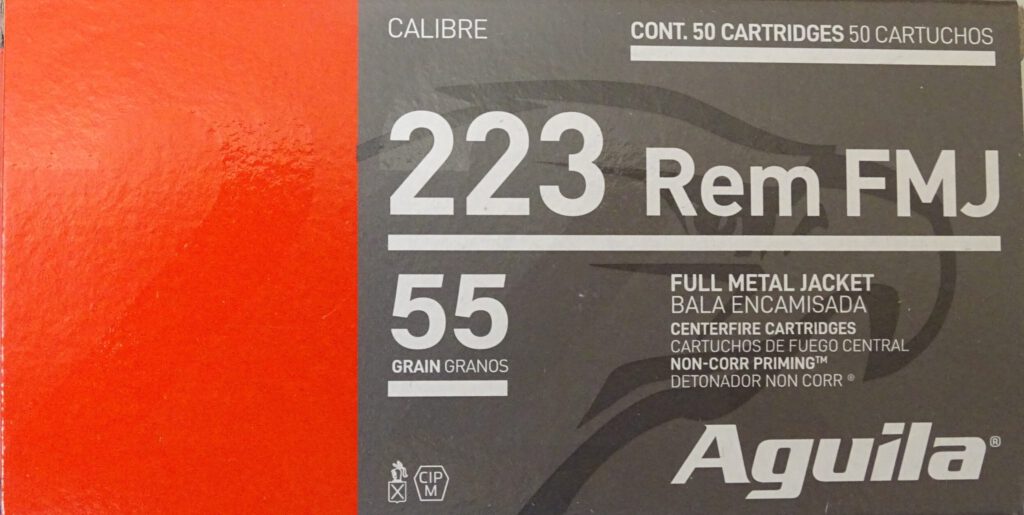 CALIBRE
CONT. 50 CARTRIDGES 50 CARTUCHOS
223 Rem FMJ
55
GRAIN GRANOS
FULL METAL JACKET
BALA ENCAMISADA
CENTERFIRE CARTRIDGES
CARTUCHOS DE FUEGO CENTRAL
NON-CORR PRIMING™
DETONADOR NON CORR ®
CIP
M
Aguila®